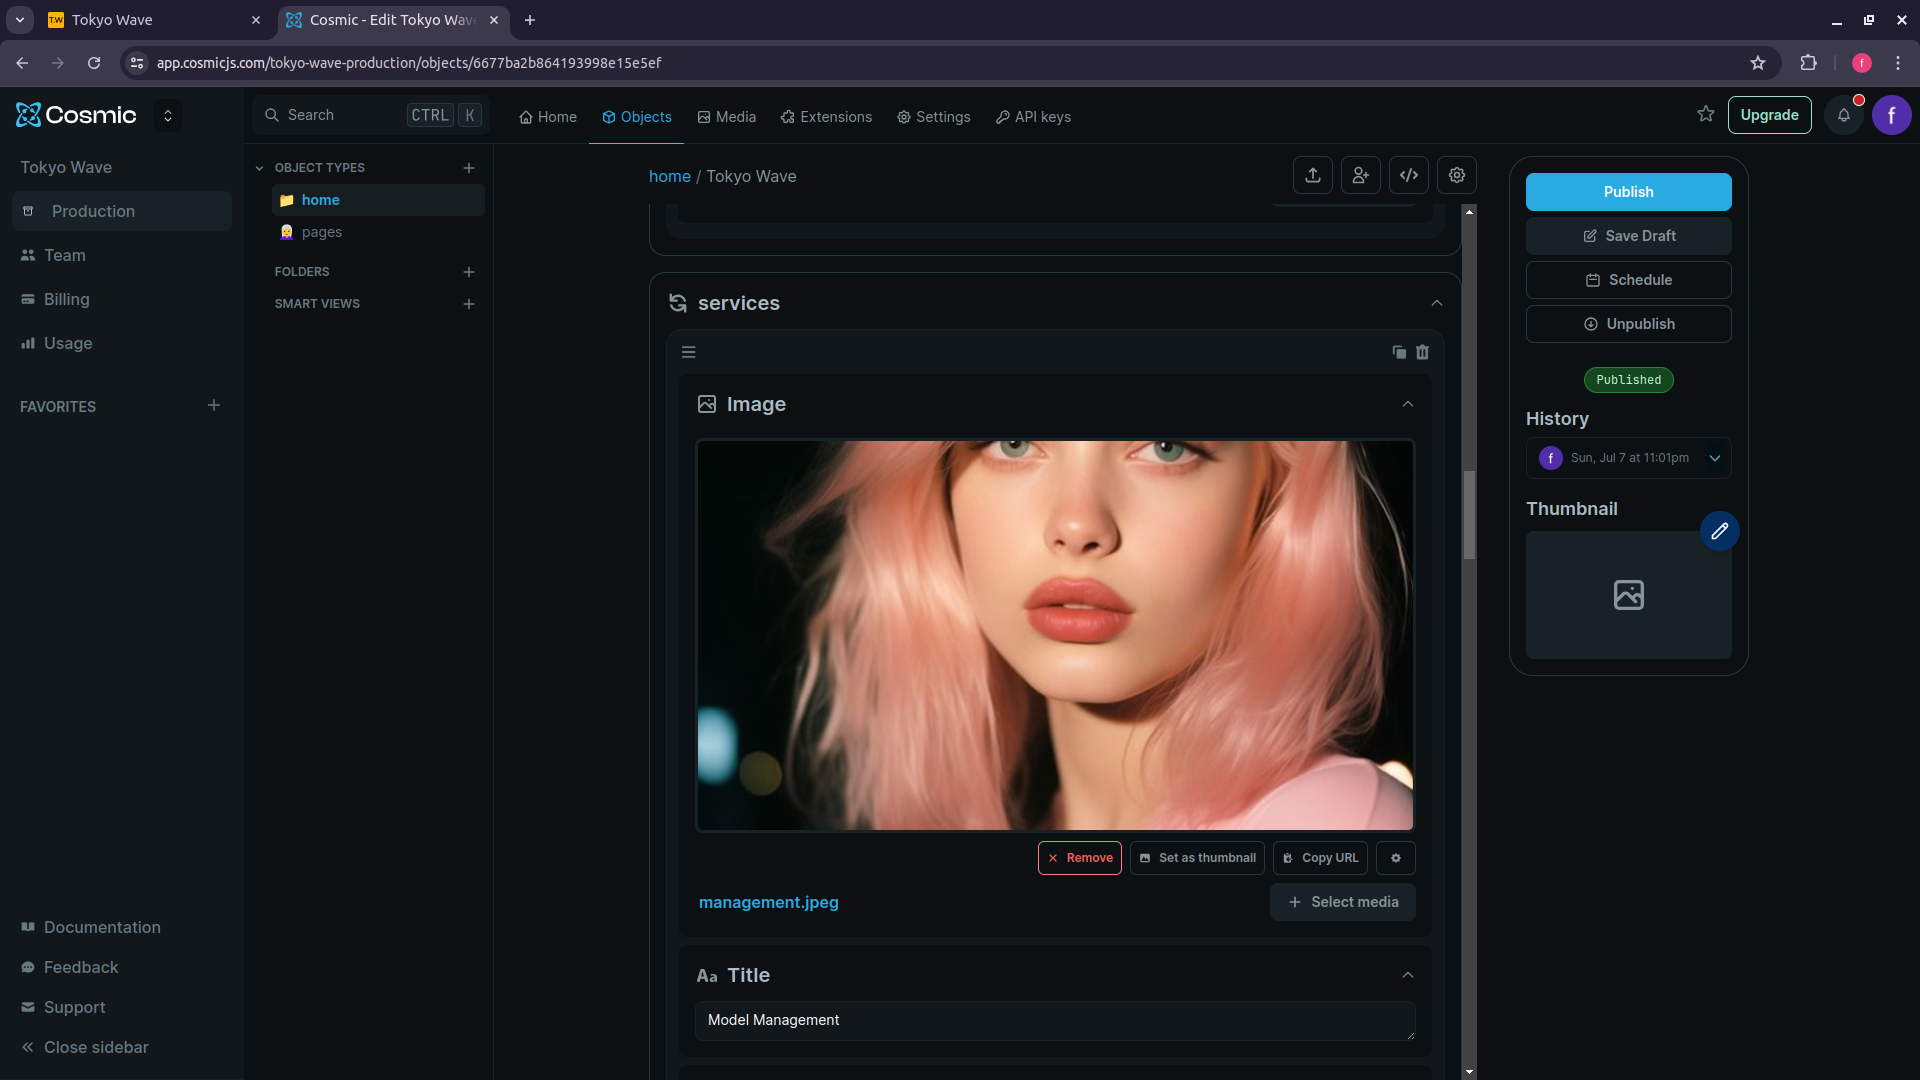 Tokyo Wave
Cosmic - Edit Tokyo Wav
app.cosmicjs.com/tokyo-wave-production/objects/6677ba2b864193998e15e5ef
f
Cosmic
Search
CTRL
K
Home
Objects
Media
Extensions
Settings
API keys
Upgrade
f
Tokyo Wave
Production
Team
Billing
Usage
FAVORITES
Documentation
Feedback
Support
Close sidebar
OBJECT TYPES
home
pages
FOLDERS
SMART VIEWS
home / Tokyo Wave
services
Image
Remove
Set as thumbnail
Copy URL
management.jpeg
Select media
Aa Title
Model Management
Publish
Save Draft
Schedule
Unpublish
Published
History
f
Sun, Jul 7 at 11:01pm
Thumbnail